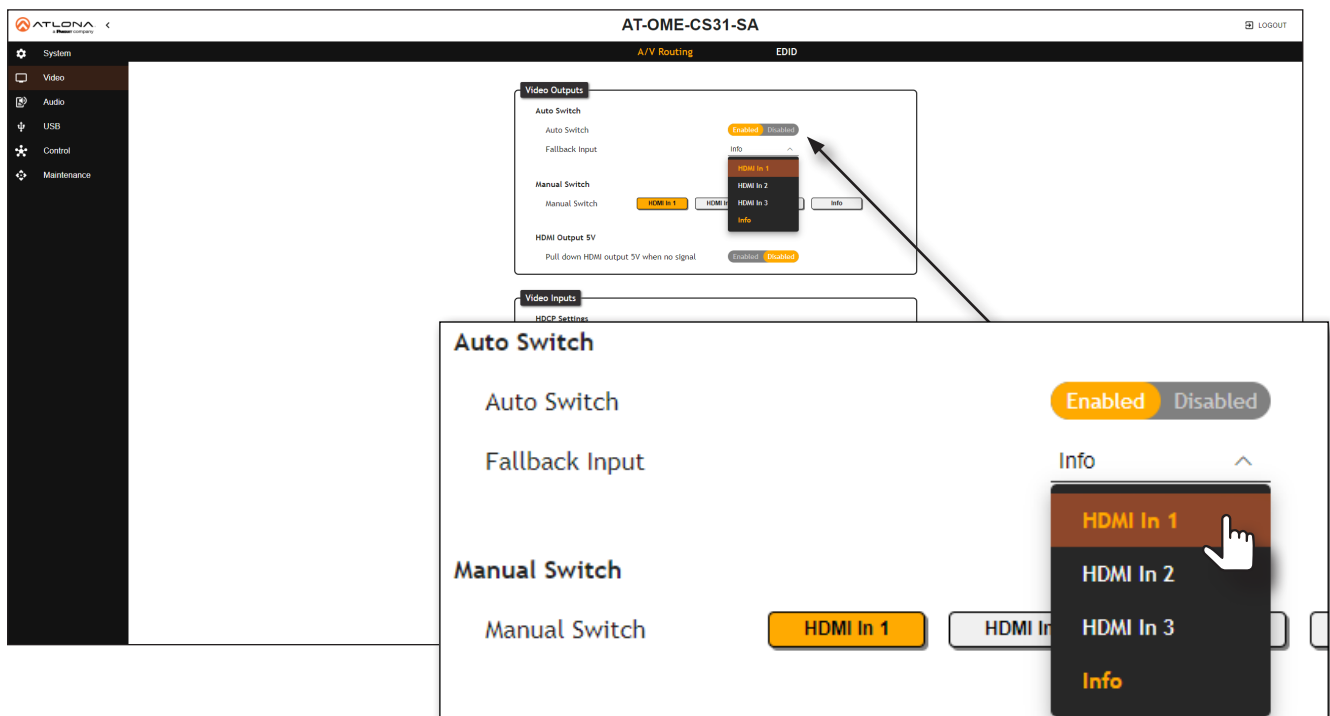 ATLONA
AT-OME-CS31-SA
LOGOUT
A/V Routing EDID
System
Video
Audio
USB
Control
Maintenance
Video Outputs
Auto Switch
Auto Switch Enabled Disabled
Fallback Input Info
HDMI In 1
HDMI In 2
HDMI In 3
Info
Manual Switch
Manual Switch HDMI In 1 HDMI In Info
HDMI Output 5V
Pull down HDMI output 5V when no signal Enabled Disabled
Video Inputs
HDCP Settings
Auto Switch
Auto Switch Enabled Disabled
Fallback Input Info
HDMI In 1
HDMI In 2
HDMI In 3
Info
Manual Switch
Manual Switch HDMI In 1 HDMI In